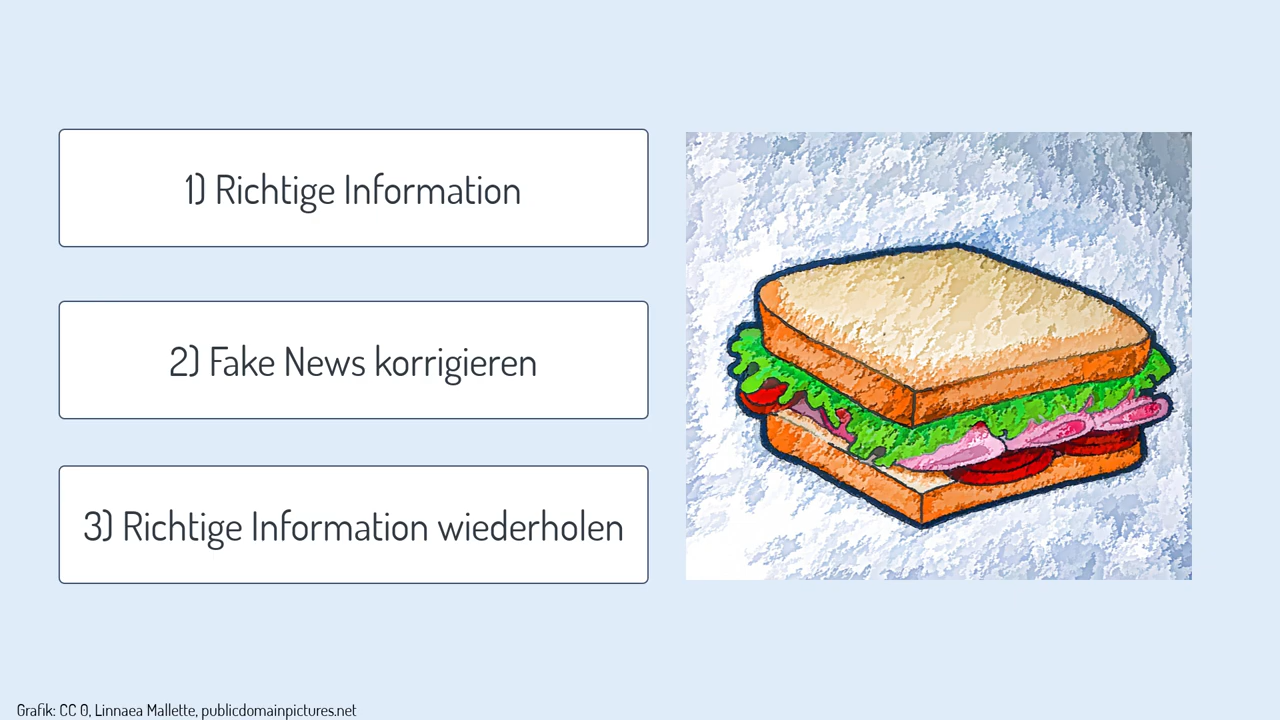 1) Richtige Information
2) Fake News korrigieren
3) Richtige Information wiederholen
Grafik: CC 0, Linnaea Mallette, publicdomainpictures.net